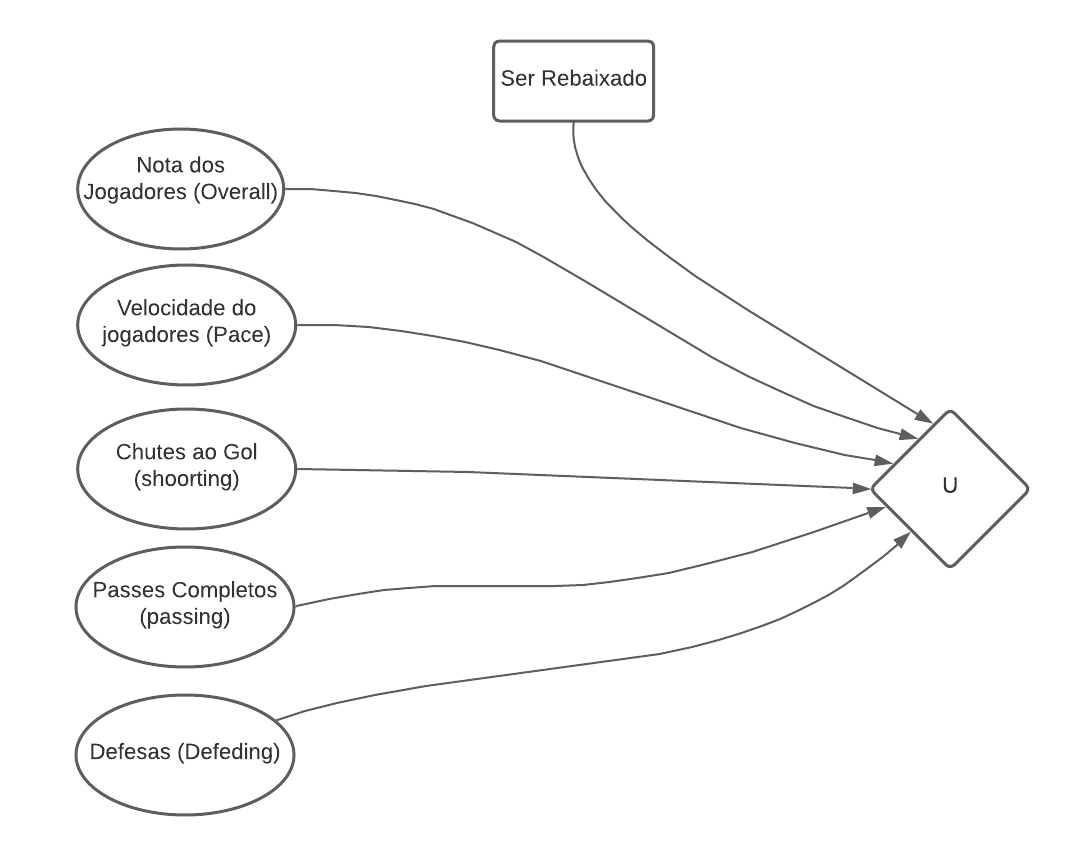 Ser Rebaixado
Nota dos
Jogadores (Overall)
Velocidade do
jogadores (Pace)
Chutes ao Gol
(shoorting)
U
Passes Completos
(passing)
Defesas (Defeding)